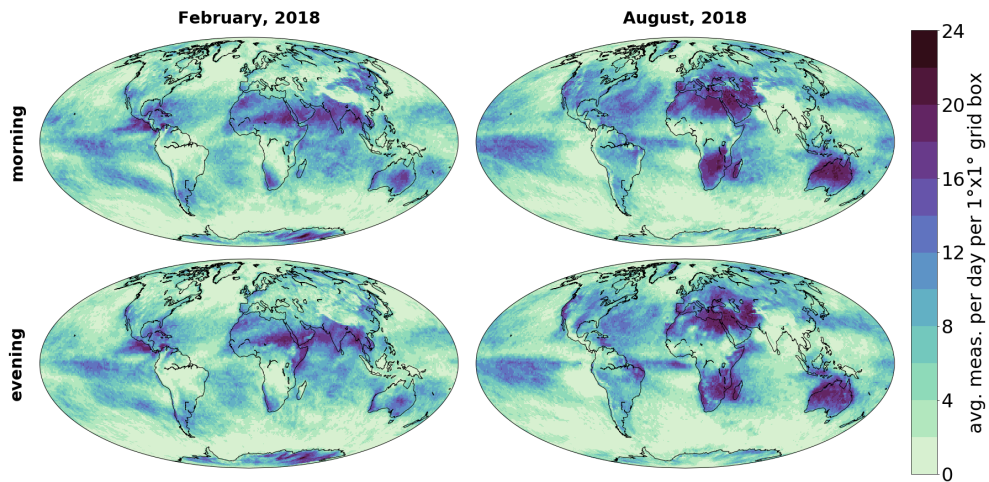 February, 2018
August, 2018
morning
evening
24
20
16
12
8
4
0
avg. meas. per day per 1°x1° grid box